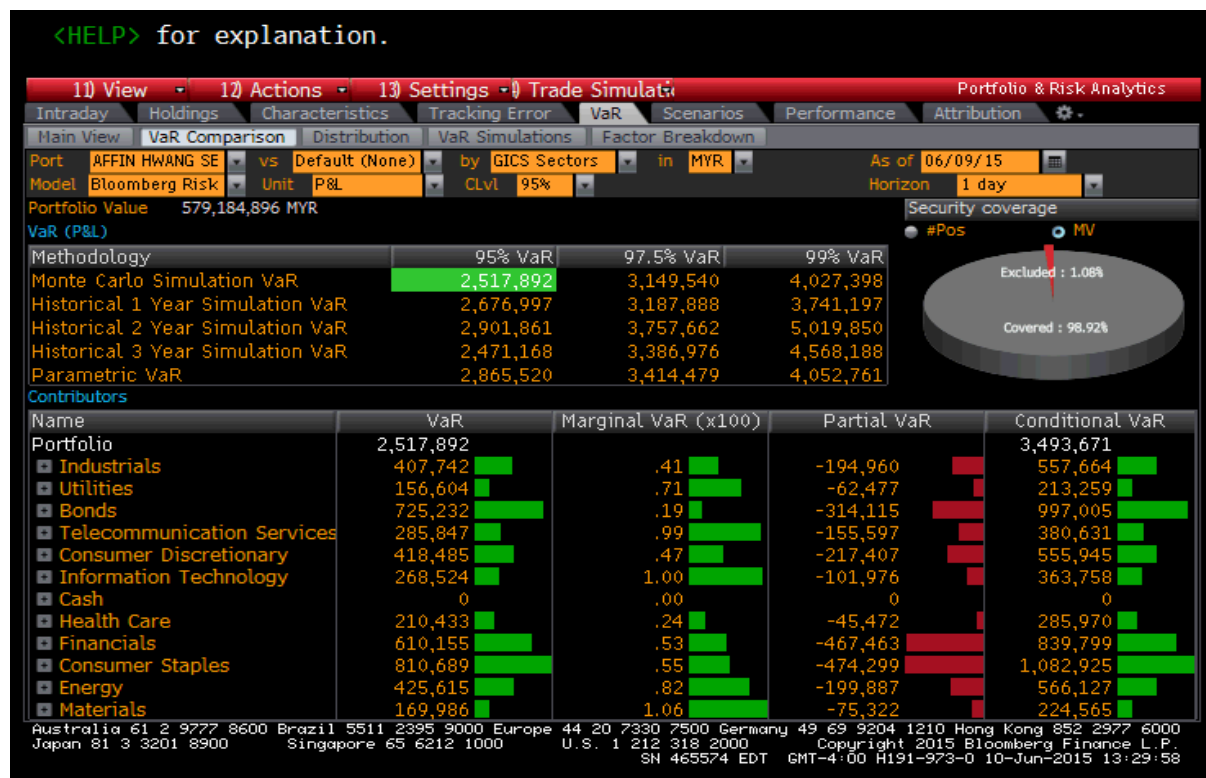 <HELP> for explanation.
11) View 12) Actions 13) Settings Trade Simulati Portfolio & Risk Analytics
Intraday Holdings Characteristics Tracking Error VaR Scenarios Performance Attribution
Main View VaR Comparison Distribution VaR Simulations Factor Breakdown
Port AFFIN HWANG SE vs Default (None) by GICS Sectors in MYR As of 06/09/15
Model Bloomberg Risk Unit P&L CLvl 95% Horizon 1 day
Portfolio Value 579,184,896 MYR Security coverage
VaR (P&L) #Pos MV
Methodology 95% VaR 97.5% VaR 99% VaR
Monte Carlo Simulation VaR 2,517,892 3,149,540 4,027,398 Excluded : 1.08%
Historical 1 Year Simulation VaR 2,676,997 3,187,888 3,741,197
Historical 2 Year Simulation VaR 2,901,861 3,757,662 5,019,850 Covered : 98.92%
Historical 3 Year Simulation VaR 2,471,168 3,386,976 4,568,188
Parametric VaR 2,865,520 3,414,479 4,052,761
Contributors
Name VaR Marginal VaR (x100) Partial VaR Conditional VaR
Portfolio 2,517,892 3,493,671
Industrials 407,742 .41 -194,960 557,664
Utilities 156,604 .71 -62,477 213,259
Bonds 725,232 .19 -314,115 997,005
Telecommunication Services 285,847 .99 -155,597 380,631
Consumer Discretionary 418,485 .47 -217,407 555,945
Information Technology 268,524 1.00 -101,976 363,758
Cash 0 .00 0 0
Health Care 210,433 .24 -45,472 285,970
Financials 610,155 .53 -467,463 839,799
Consumer Staples 810,689 .55 -474,299 1,082,925
Energy 425,615 .82 -199,887 566,127
Materials 169,986 1.06 -75,322 224,565
Australia 61 2 9777 8600 Brazil 5511 2395 9000 Europe 44 20 7330 7500 Germany 49 69 9204 1210 Hong Kong 852 2977 6000
Japan 81 3 3201 8900 Singapore 65 6212 1000 U.S. 1 212 318 2000 Copyright 2015 Bloomberg Finance L.P.
SN 465574 EDT GMT-4:00 H191-973-0 10-Jun-2015 13:29:58